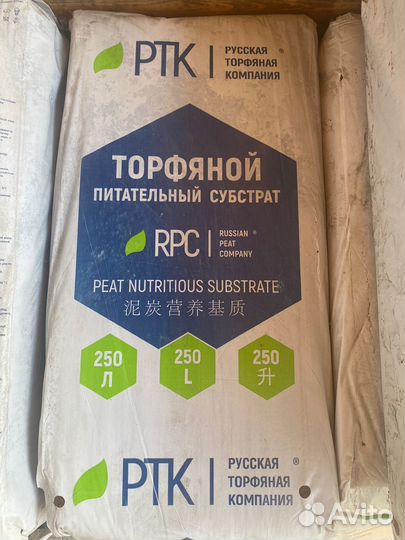 РТК
РУССКАЯ ®
ТОРФЯНАЯ
КОМПАНИЯ
ТОРФЯНОЙ
ПИТАТЕЛЬНЫЙ СУБСТРАТ
RPC
RUSSIAN ®
PEAT
COMPANY
PEAT NUTRITIOUS SUBSTRATE
泥炭营养基质
250 250 250
Л L 升
РТК
РУССКАЯ ®
ТОРФЯНАЯ
КОМПАНИЯ
Avito